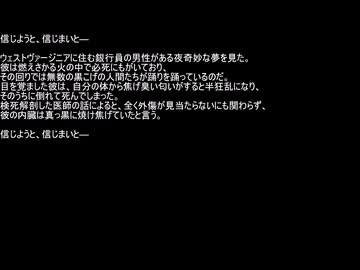 信じようと、信じまいと―
ウェストヴァージニアに住む銀行員の男性がある夜奇妙な夢を見た。
彼は燃えさかる火の中で必死にもがいており、
その回りでは無数の黒こげの人間たちが踊りを踊っているのだ。
目を覚ました彼は、自分の体から焦げ臭い匂いがすると半狂乱になり、
そのうちに倒れて死んでしまった。
検死解剖した医師の話によると、全く外傷が見当たらないにも関わらず、
彼の内臓は真っ黒に焼け焦げていたと言う。
信じようと、信じまいと―